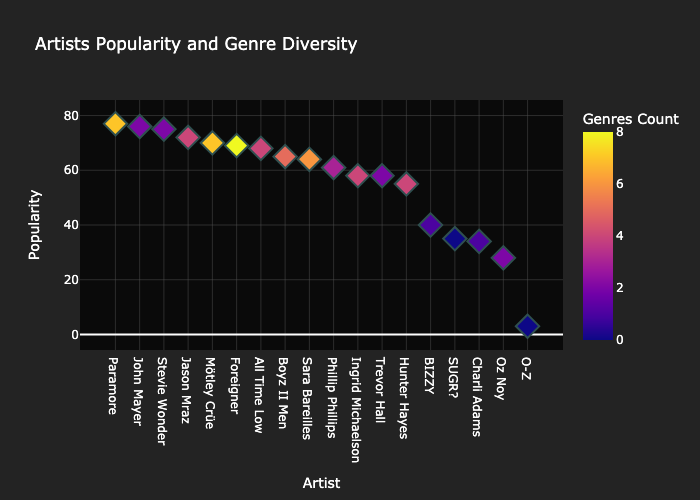 Artists Popularity and Genre Diversity
Genres Count
80
60
40
20
0
Popularity
8
6
4
2
0
Paramore
John Mayer
Stevie Wonder
Jason Mraz
Mötley Crüe
Foreigner
All Time Low
Boyz II Men
Sara Bareilles
Phillip Phillips
Ingrid Michaelson
Trevor Hall
Hunter Hayes
BIZZY
SUGR?
Charli Adams
Oz Noy
O-Z
Artist